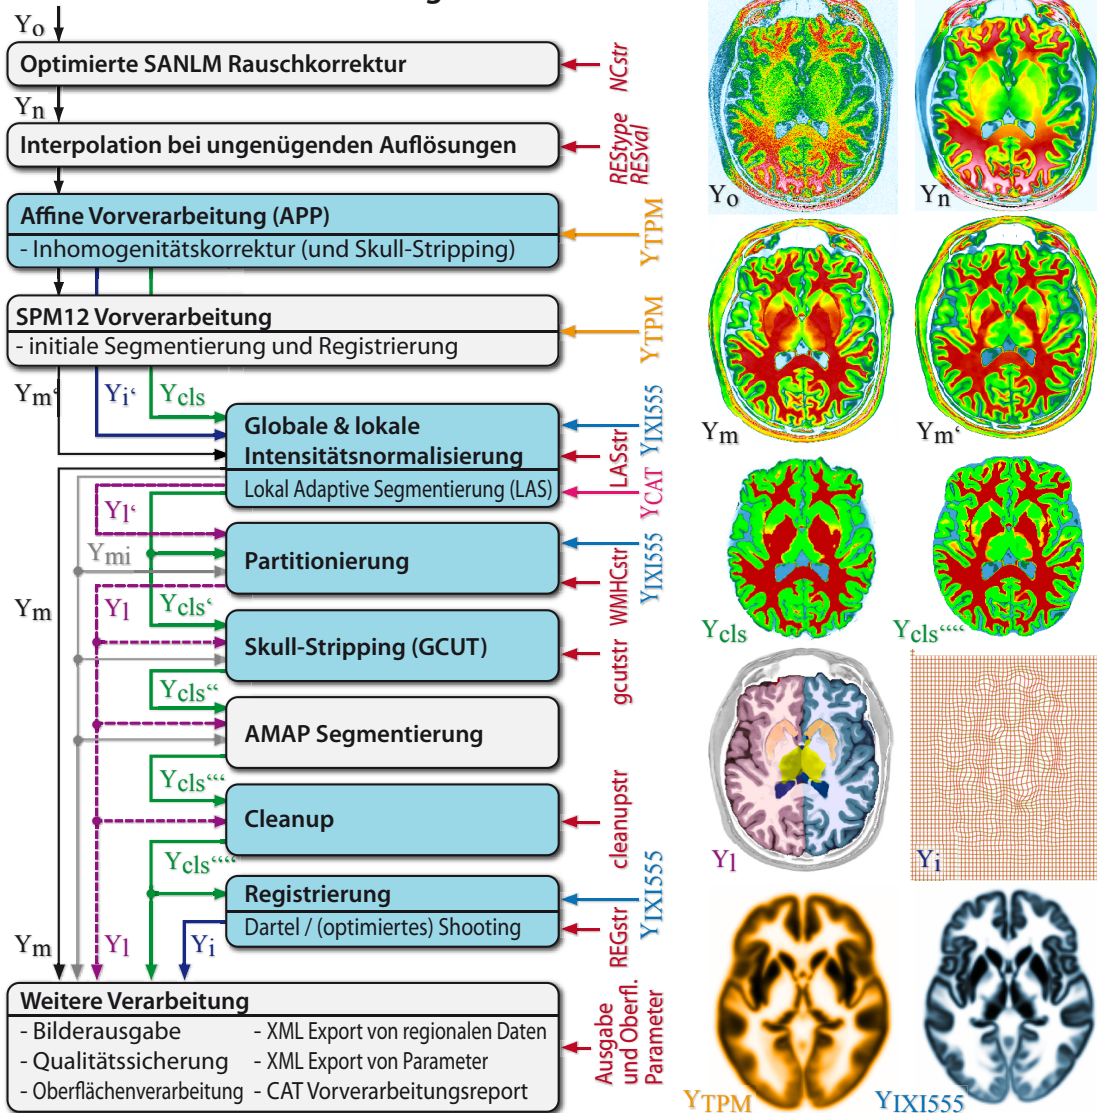 Yo
Optimierte SANLM Rauschkorrektur
NCstr
Yn
Interpolation bei ungenügenden Auflösungen
REStype
RESval
Affine Vorverarbeitung (APP)
- Inhomogenitätskorrektur (und Skull-Stripping)
YTPM
SPM12 Vorverarbeitung
- initiale Segmentierung und Registrierung
YTPM
Ym‘
Yi‘
Ycls
Globale & lokale
Intensitätsnormalisierung
Lokal Adaptive Segmentierung (LAS)
YIXI555
LASstr
YCAT
Yl‘
Ymi
Partitionierung
YIXI555
WMHCstr
Ym
Yl
Ycls‘
Skull-Stripping (GCUT)
gcutstr
Ycls“
AMAP Segmentierung
Ycls“‘
Cleanup
cleanupstr
Ycls““
Registrierung
Dartel / (optimiertes) Shooting
YIXI555
REGstr
Ym
Yl
Yi
Weitere Verarbeitung
- Bilderausgabe
- XML Export von regionalen Daten
- Qualitätssicherung
- XML Export von Parameter
- Oberflächenverarbeitung
- CAT Vorverarbeitungsreport
Ausgabe
und Oberfl.
Parameter
Yo
Yn
Ym
Ym‘
Ycls
Ycls““
Yl
Yi
YTPM
YIXI555